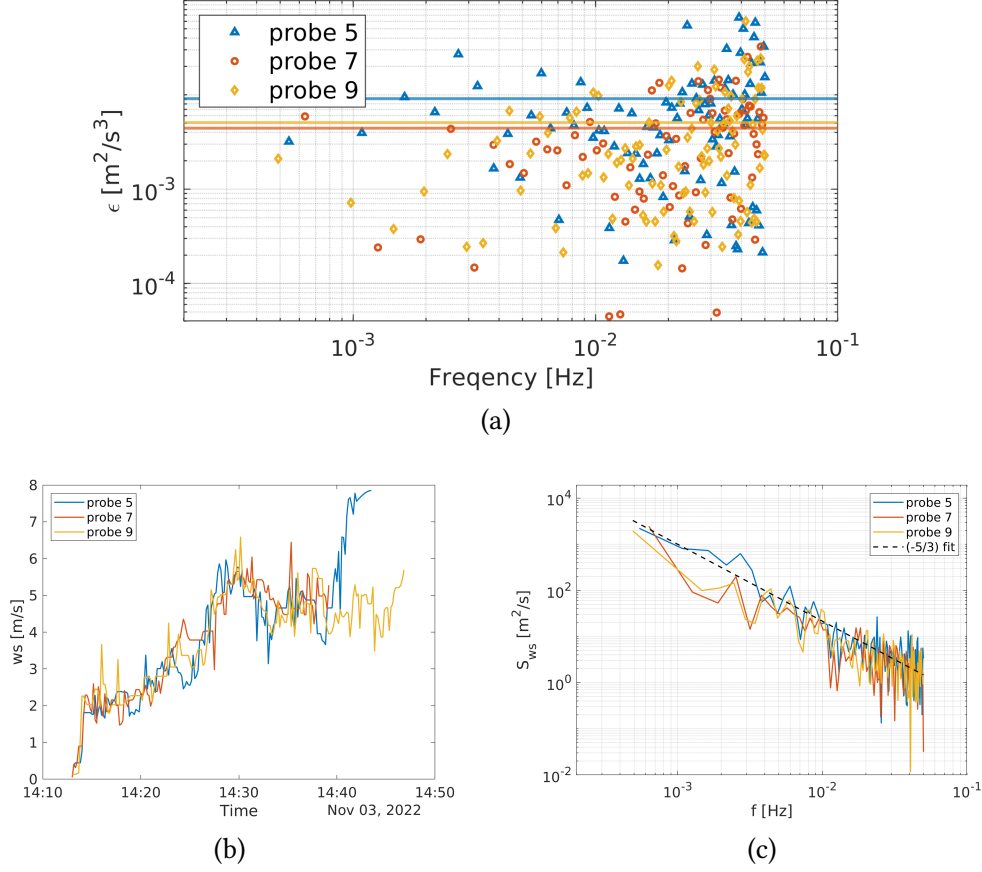 probe 5
probe 7
probe 9
ϵ [m²/s³]
10⁻³
10⁻⁴
10⁻³
10⁻²
10⁻¹
Freqency [Hz]
(a)
probe 5
probe 7
probe 9
ws [m/s]
8
7
6
5
4
3
2
1
0
14:10
14:20
14:30
14:40
14:50
Time
Nov 03, 2022
(b)
probe 5
probe 7
probe 9
(-5/3) fit
S_ws [m²/s]
10⁴
10²
10⁰
10⁻²
10⁻³
10⁻²
10⁻¹
f [Hz]
(c)